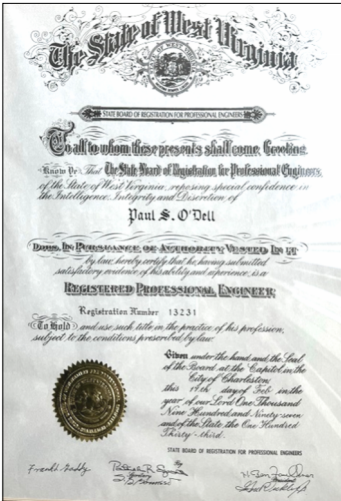 The State of West Virginia
STATE BOARD OF REGISTRATION FOR PROFESSIONAL ENGINEERS
To all to whom these presents shall come, Greeting
Know Ye, That The State Board of Registration for Professional Engineers
of the State of West Virginia, reposing special confidence in
the Intelligence, Integrity and Discretion of
Paul S. O'Dell
Does, In Pursuance of Authority Vested In It
by law, hereby certify that he having submitted
satisfactory evidence of his ability and experience, is a
Registered Professional Engineer
Registration Number 13231
To Hold and use such title in the practice of his profession,
subject to the conditions prescribed by law.
Given under the hand and the Seal
of the Board at the Capitol in the
City of Charleston
this day of Feb in the
year of our Lord One Thousand
Nine Hundred and Ninety-seven
and of the State the One Hundred
Thirty-third.
STATE BOARD OF REGISTRATION FOR PROFESSIONAL ENGINEERS
By